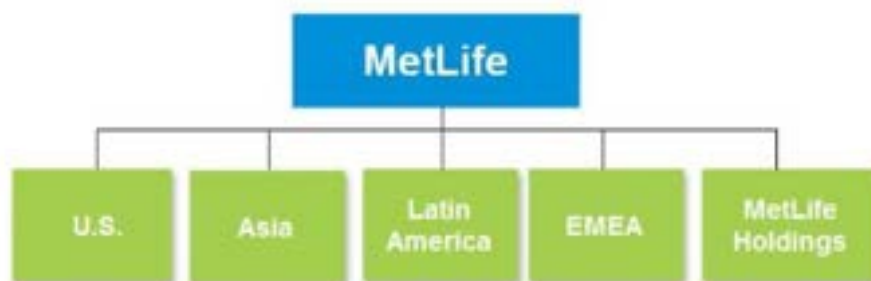 MetLife
U.S.
Asia
Latin
America
EMEA
MetLife
Holdings